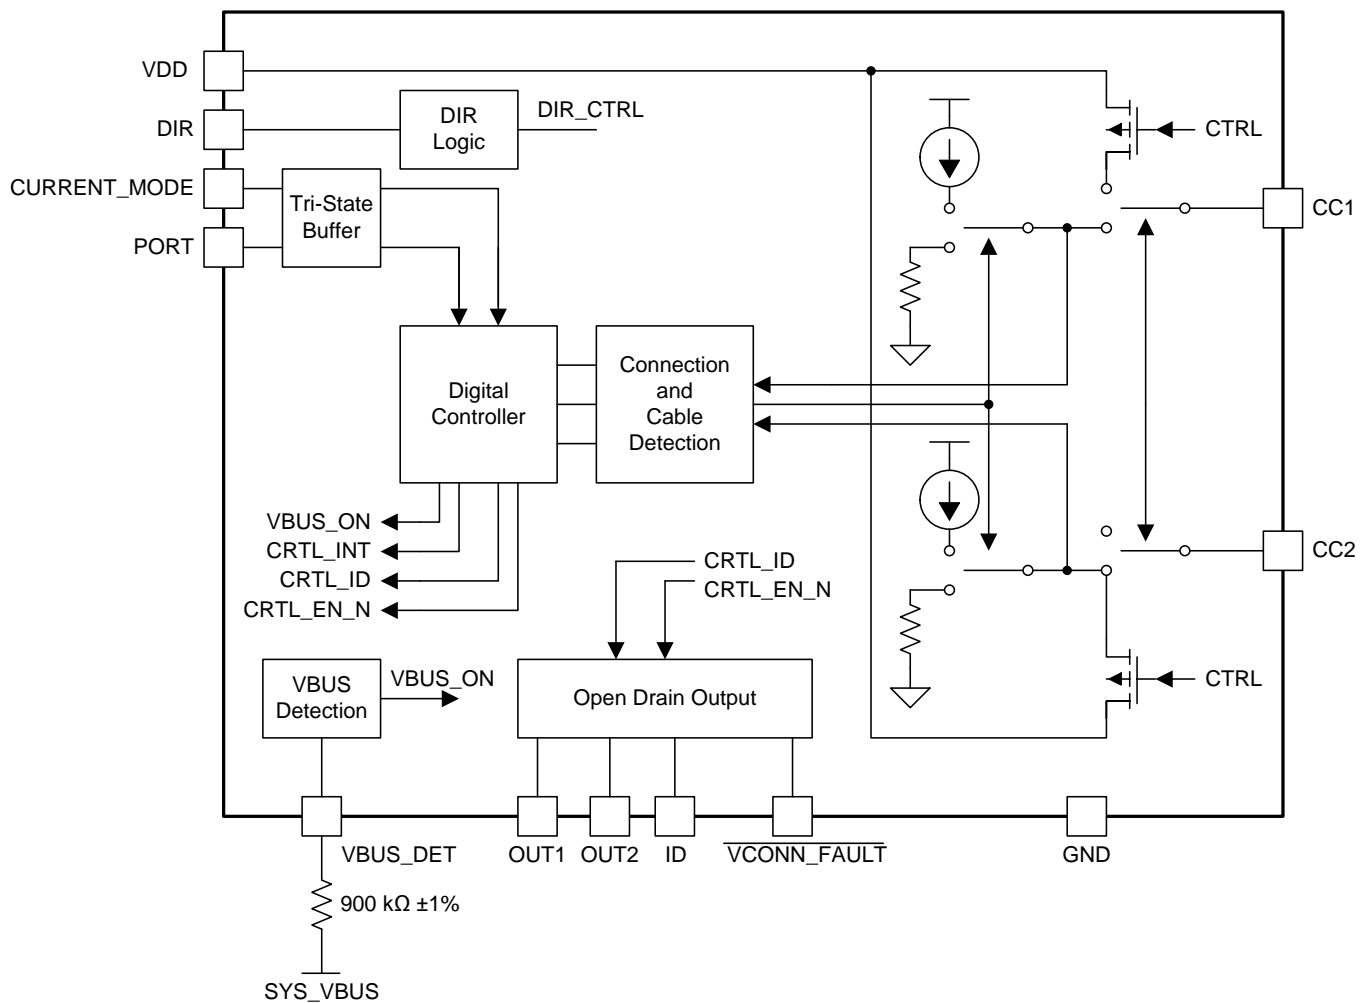 VDD
DIR
DIR
Logic
DIR_CTRL
CTRL
CURRENT_MODE
Tri-State
Buffer
CC1
PORT
Digital
Controller
Connection
and
Cable
Detection
VBUS_ON
CRTL_INT
CRTL_ID
CRTL_EN_N
CRTL_ID
CRTL_EN_N
CC2
VBUS
Detection
VBUS_ON
Open Drain Output
CTRL
VBUS_DET
OUT1
OUT2
ID
VCONN_FAULT
GND
900 kΩ ±1%
SYS_VBUS